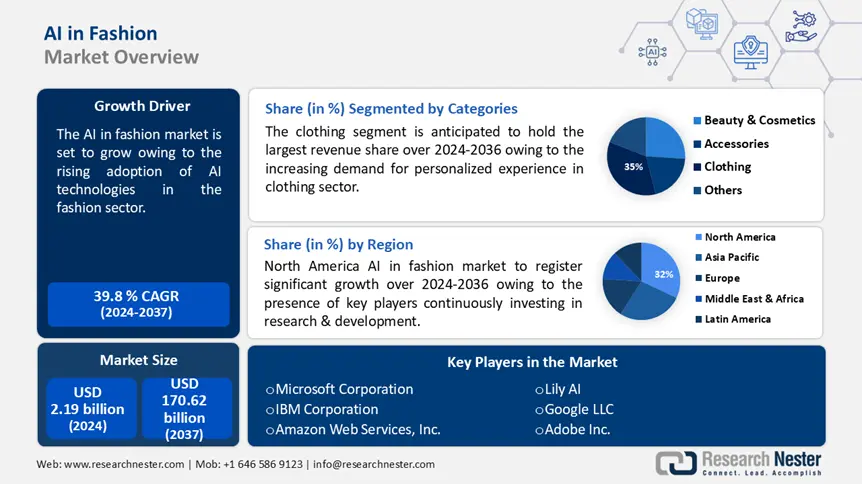 AI in Fashion
Market Overview
Growth Driver
The AI in fashion market is
set to grow owing to the
rising adoption of AI
technologies in the
fashion sector.
39.8 % CAGR
(2024-2037)
Share (in %) Segmented by Categories
The clothing segment is anticipated to hold the
largest revenue share over 2024-2036 owing to the
increasing demand for personalized experience in
clothing sector.
35%
Beauty & Cosmetics
Accessories
Clothing
Others
Share (in %) by Region
North America AI in fashion market to register
significant growth over 2024-2036 owing to the
presence of key players continuously investing in
research & development.
32%
North America
Asia Pacific
Europe
Middle East & Africa
Latin America
Market Size
USD
2.19 billion
(2024)
USD
170.62
billion
(2037)
Key Players in the Market
Microsoft Corporation
IBM Corporation
Amazon Web Services, Inc.
Lily AI
Google LLC
Adobe Inc.
Web: www.researchnester.com | Mob: +1 646 586 9123 | info@researchnester.com
Research Nester
Connect. Lead. Accomplish
AI